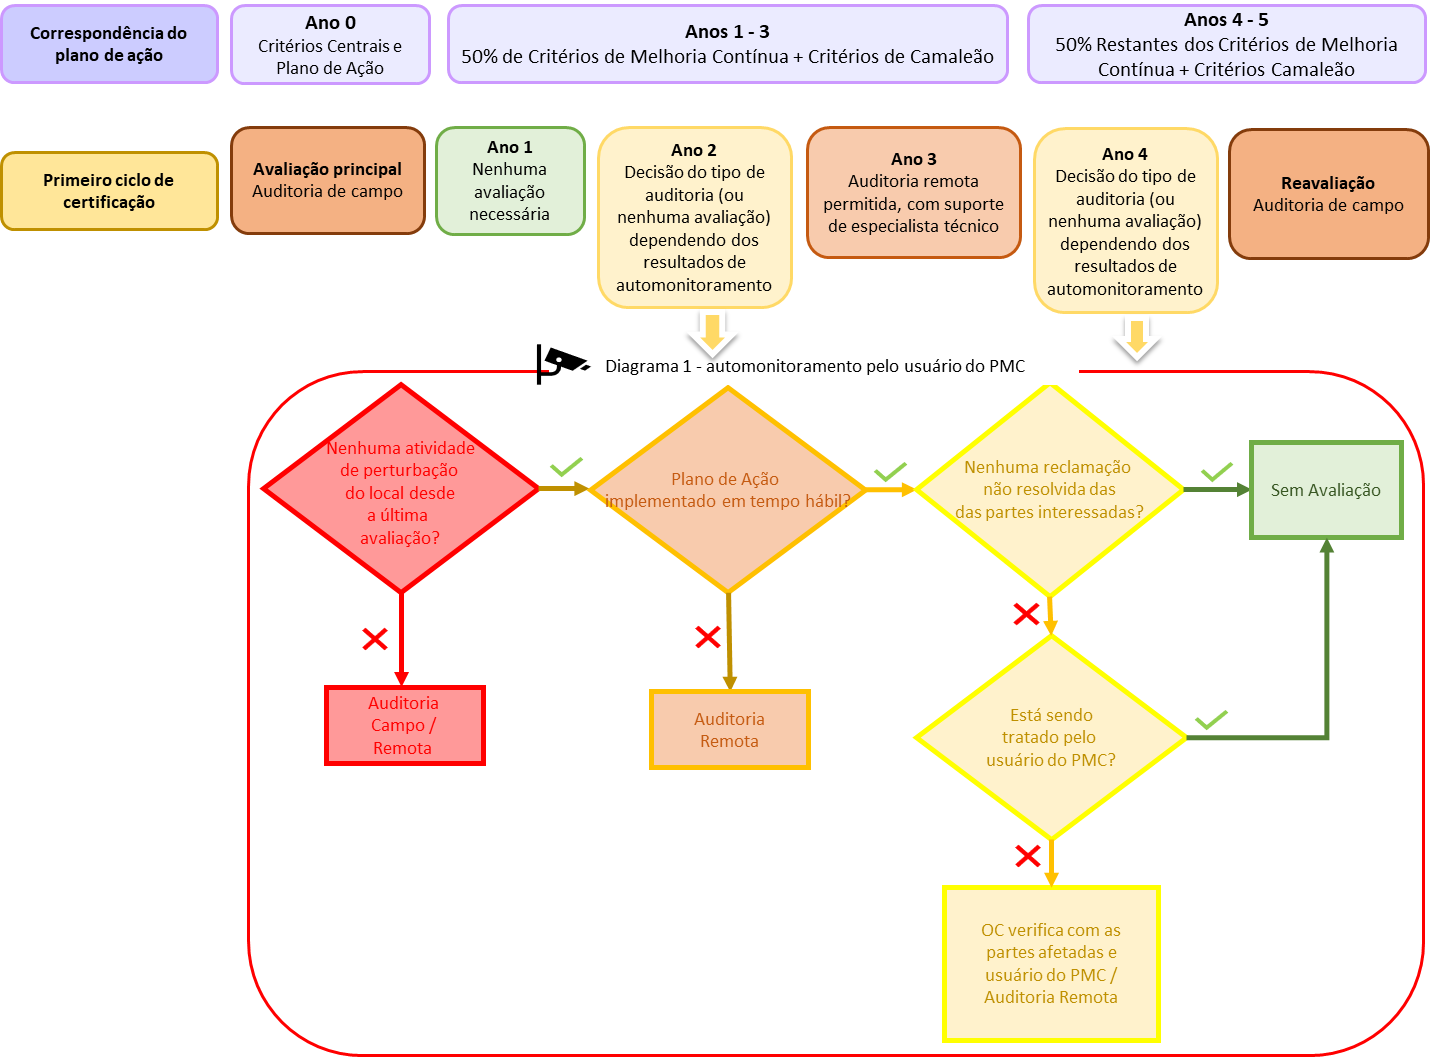 Correspondência do
plano de ação
Ano 0
Critérios Centrais e
Plano de Ação
Anos 1 - 3
50% de Critérios de Melhoria Contínua + Critérios de Camaleão
Anos 4 - 5
50% Restantes dos Critérios de Melhoria
Contínua + Critérios Camaleão
Primeiro ciclo de
certificação
Avaliação principal
Auditoria de campo
Ano 1
Nenhuma
avaliação
necessária
Ano 2
Decisão do tipo de
auditoria (ou
nenhuma avaliação)
dependendo dos
resultados de
automonitoramento
Ano 3
Auditoria remota
permitida, com suporte
de especialista técnico
Ano 4
Decisão do tipo de
auditoria (ou
nenhuma avaliação)
dependendo dos
resultados de
automonitoramento
Reavaliação
Auditoria de campo
Diagrama 1 - automonitoramento pelo usuário do PMC
Nenhuma atividade
de perturbação
do local desde
a última
avaliação?
Plano de Ação
implementado em tempo hábil?
Nenhuma reclamação
não resolvida das
das partes interessadas?
Sem Avaliação
Auditoria
Campo /
Remota
Auditoria
Remota
Está sendo
tratado pelo
usuário do PMC?
OC verifica com as
partes afetadas e
usuário do PMC /
Auditoria Remota